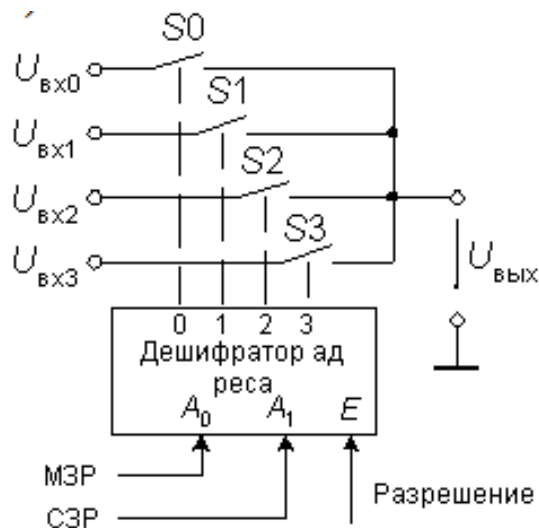 S0
Uвх0
S1
Uвх1
S2
Uвх2
S3
Uвх3
Uвых
0 1 2 3
Дешифратор ад
реса
A0 A1 E
МЗР
Разрешение
СЗР